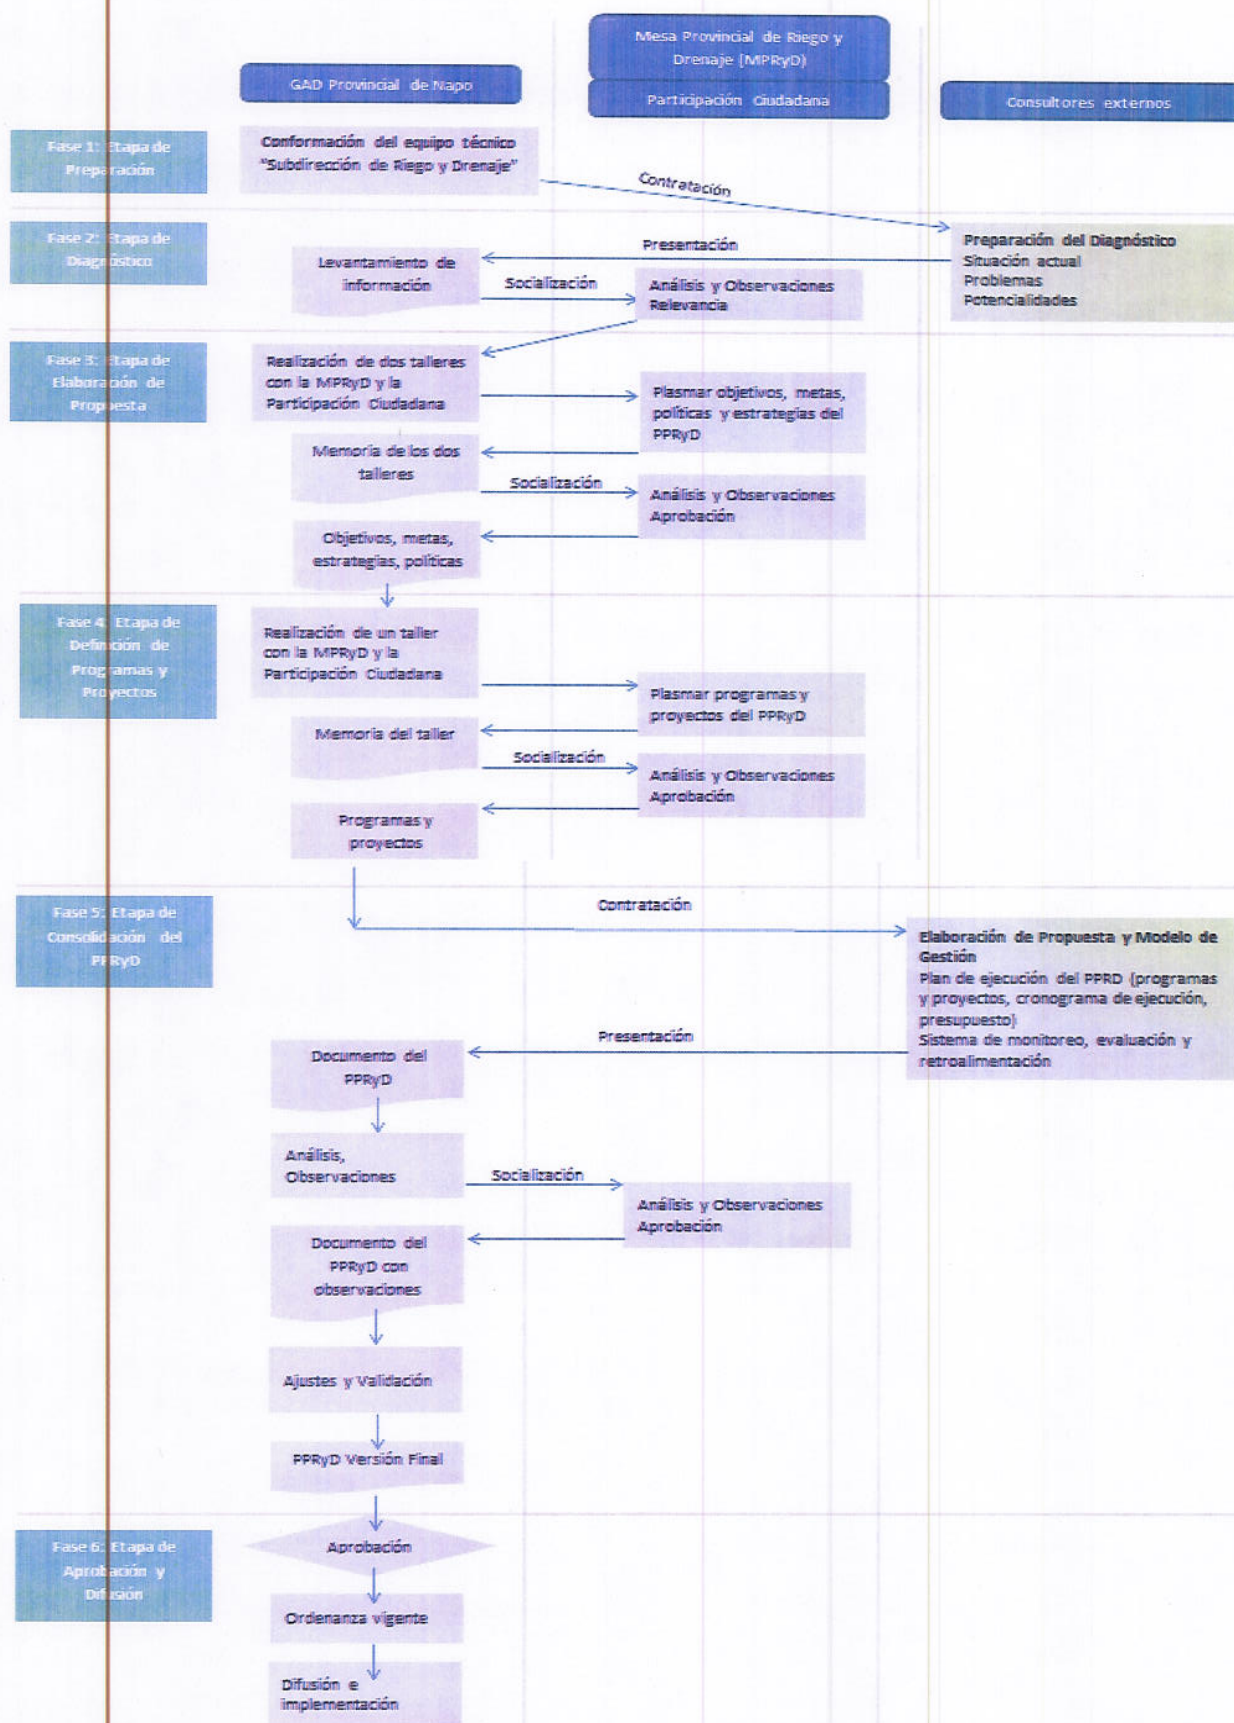 Mesa Provincial de Riego y
Drenaje (MPRyD)
GAD Provincial de Napo
Participación Ciudadana
Consultores externos
Fase 1: Etapa de
Preparación
Conformación del equipo técnico
"Subdirección de Riego y Drenaje"
Contratación
Fase 2: Etapa de
Diagnóstico
Preparación del Diagnóstico
Situación actual
Problemas
Potencialidades
Presentación
Levantamiento de
información
Socialización
Análisis y Observaciones
Relevancia
Fase 3: Etapa de
Elaboración de
Propuesta
Realización de dos talleres
con la MPRyD y la
Participación Ciudadana
Plasmar objetivos, metas,
políticas y estrategias del
PPRyD
Memoria de los dos
talleres
Socialización
Análisis y Observaciones
Aprobación
Objetivos, metas,
estrategias, políticas
Fase 4: Etapa de
Definición de
Programas y
Proyectos
Realización de un taller
con la MPRyD y la
Participación Ciudadana
Plasmar programas y
proyectos del PPRyD
Memoria del taller
Socialización
Análisis y Observaciones
Aprobación
Programas y
proyectos
Fase 5: Etapa de
Consolidación del
PPRyD
Contratación
Elaboración de Propuesta y Modelo de
Gestión
Plan de ejecución del PPRD (programas
y proyectos, cronograma de ejecución,
presupuesto)
Sistema de monitoreo, evaluación y
retroalimentación
Presentación
Documento del
PPRyD
Análisis,
Observaciones
Socialización
Análisis y Observaciones
Aprobación
Documento del
PPRyD con
observaciones
Ajustes y Validación
PPRyD Versión Final
Fase 6: Etapa de
Aprobación y
Difusión
Aprobación
Ordenanza vigente
Difusión e
implementación